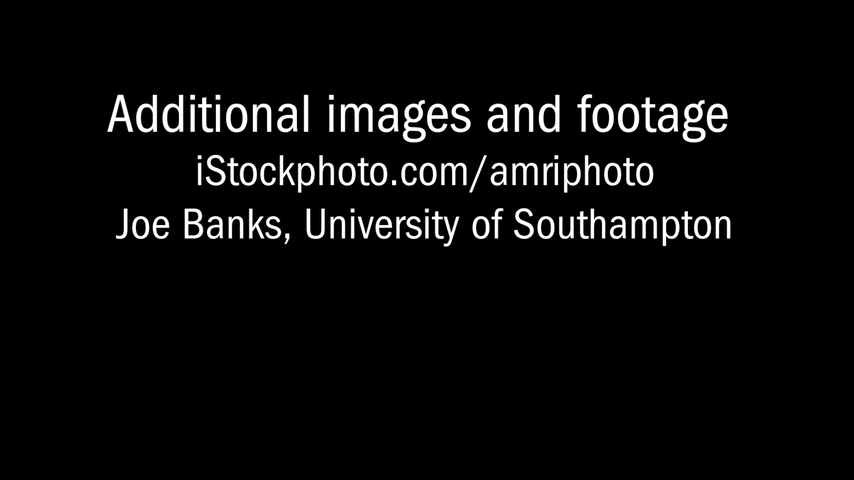 Additional images and footage
iStockphoto.com/amriphoto
Joe Banks, University of Southampton